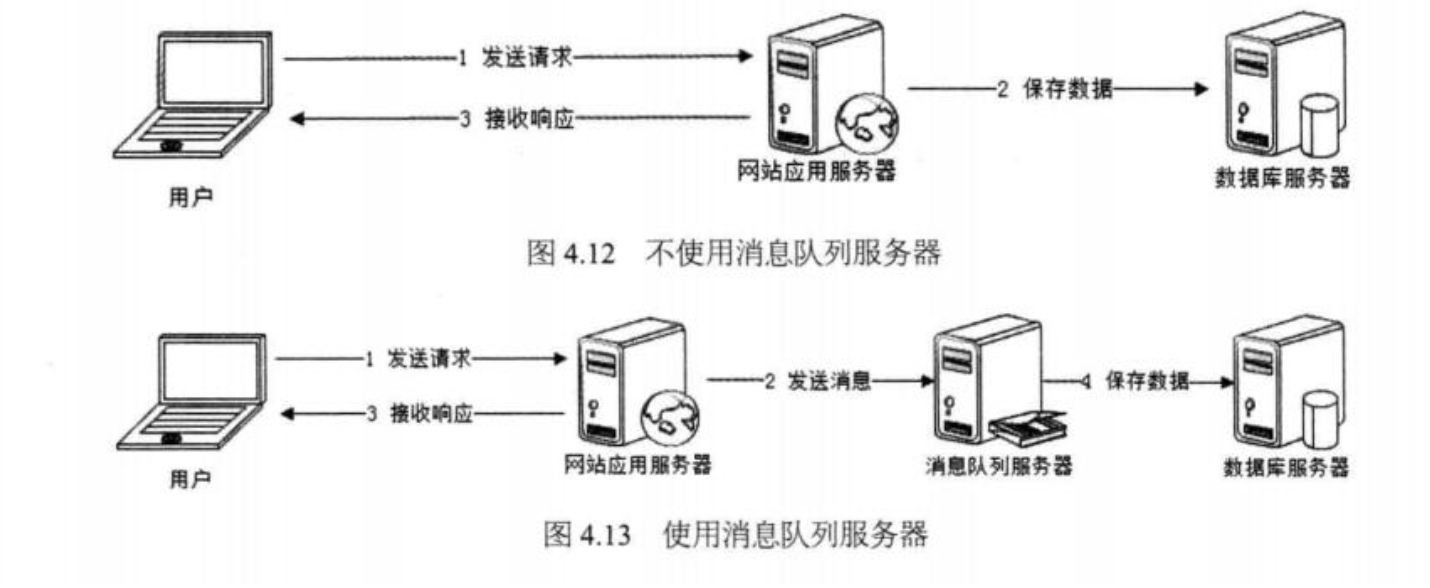 1 发送请求
2 保存数据
3 接收响应
网站应用服务器
数据库服务器
用户
图 4.12 不使用消息队列服务器
1 发送请求
2 发送消息
4 保存数据
3 接收响应
网站应用服务器
消息队列服务器
数据库服务器
用户
图 4.13 使用消息队列服务器